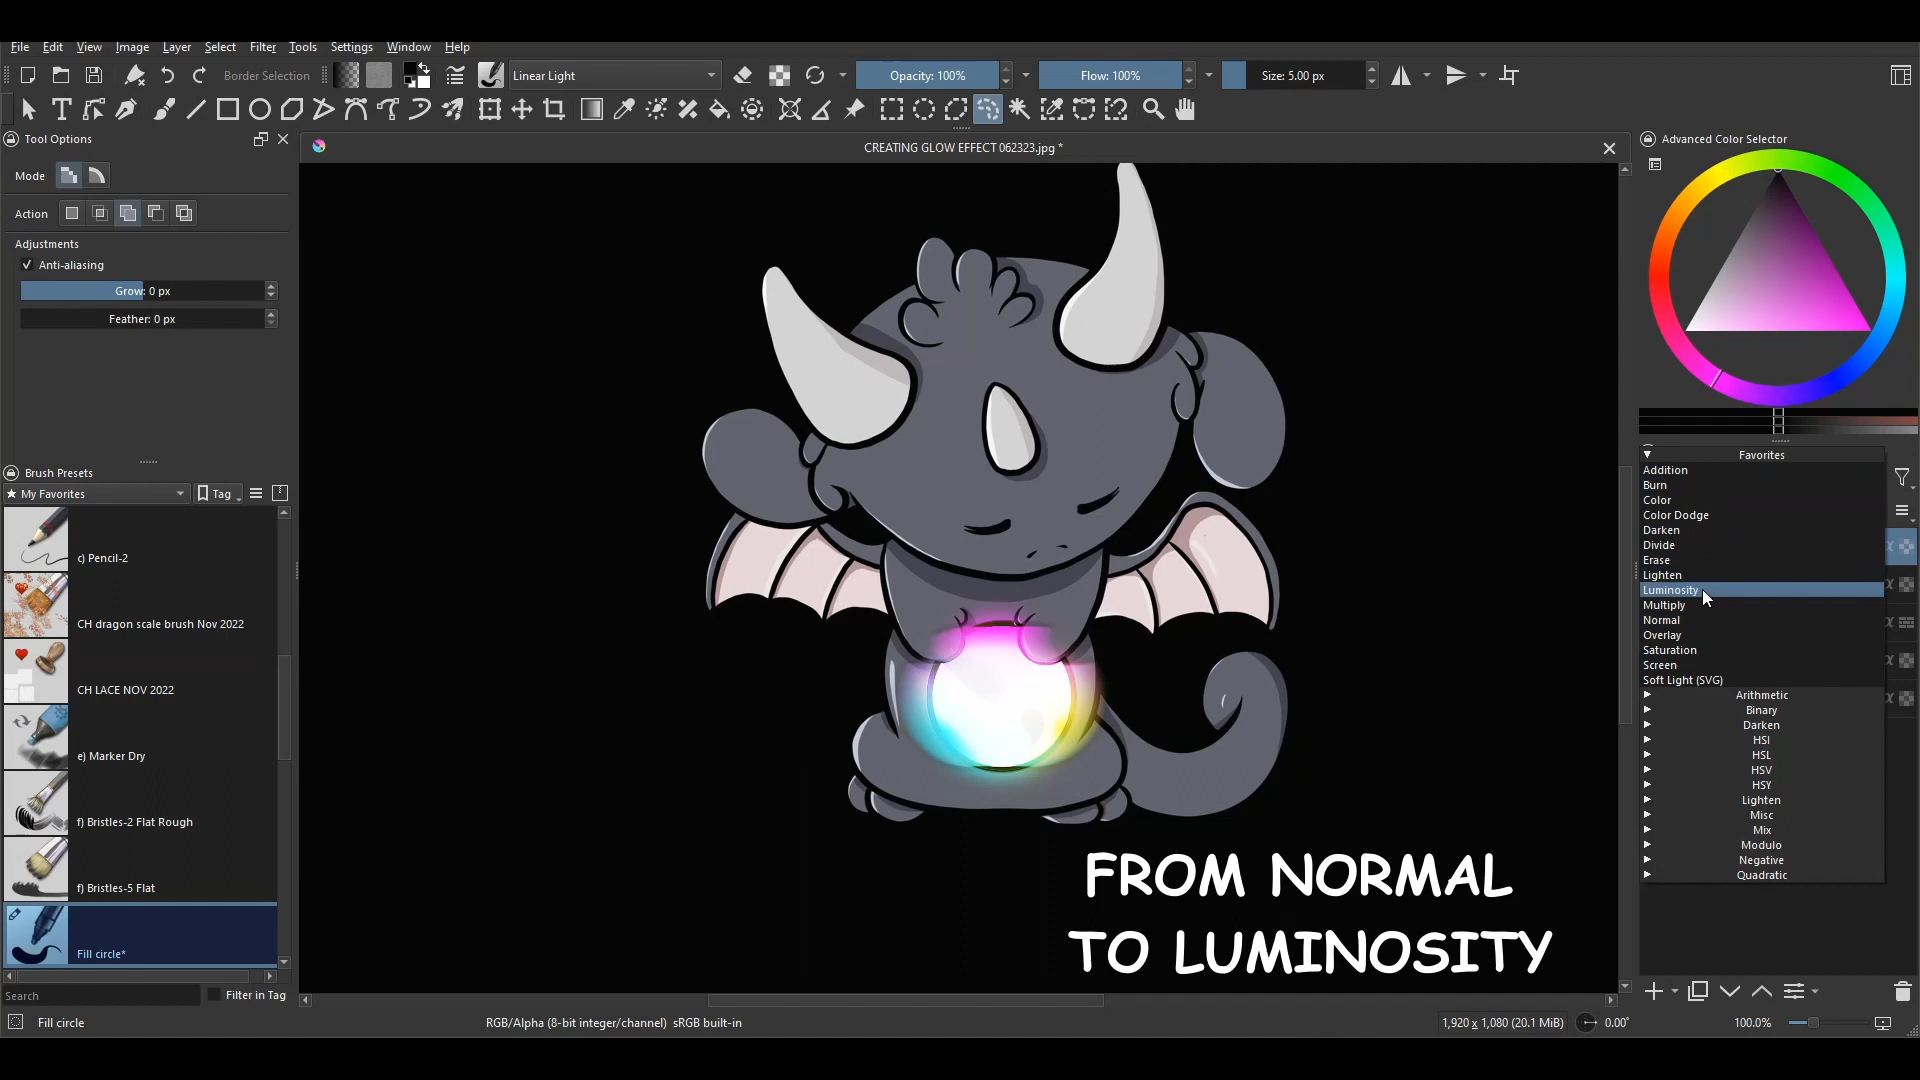 File Edit View Image Layer Select Filter Tools Settings Window Help
Border Selection
Linear Light
Opacity: 100%
Flow: 100%
Size: 5.00 px
Tool Options
CREATING GLOW EFFECT 062323.jpg *
Advanced Color Selector
Mode
Action
Adjustments
Anti-aliasing
Grow: 0 px
Feather: 0 px
Brush Presets
My Favorites
Tag
c) Pencil-2
CH dragon scale brush Nov 2022
CH LACE NOV 2022
e) Marker Dry
f) Bristles-2 Flat Rough
f) Bristles-5 Flat
Fill circle*
Search
Filter in Tag
Favorites
Addition
Burn
Color
Color Dodge
Darken
Divide
Erase
Lighten
Luminosity
Multiply
Normal
Overlay
Saturation
Screen
Soft Light (SVG)
Arithmetic
Binary
Darken
HSI
HSL
HSV
HSY
Lighten
Misc
Mix
Modulo
Negative
Quadratic
FROM NORMAL
TO LUMINOSITY
Fill circle
RGB/Alpha (8-bit integer/channel) sRGB built-in
1,920 x 1,080 (20.1 MiB)
0.00°
100.0%